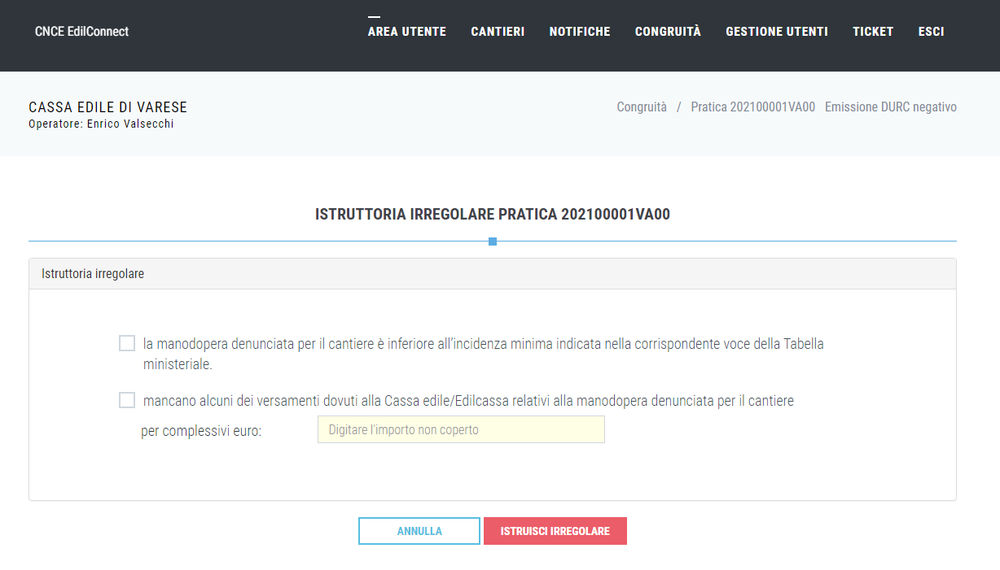 CNCE EdilConnect
AREA UTENTE CANTIERI NOTIFICHE CONGRUITÀ GESTIONE UTENTI TICKET ESCI
CASSA EDILE DI VARESE
Operatore: Enrico Valsecchi
Congruità / Pratica 202100001VA00 Emissione DURC negativo
ISTRUTTORIA IRREGOLARE PRATICA 202100001VA00
Istruttoria irregolare
la manodopera denunciata per il cantiere è inferiore all’incidenza minima indicata nella corrispondente voce della Tabella
ministeriale.
mancano alcuni dei versamenti dovuti alla Cassa edile/Edilcassa relativi alla manodopera denunciata per il cantiere
per complessivi euro: Digitare l'importo non coperto
ANNULLA ISTRUISCI IRREGOLARE